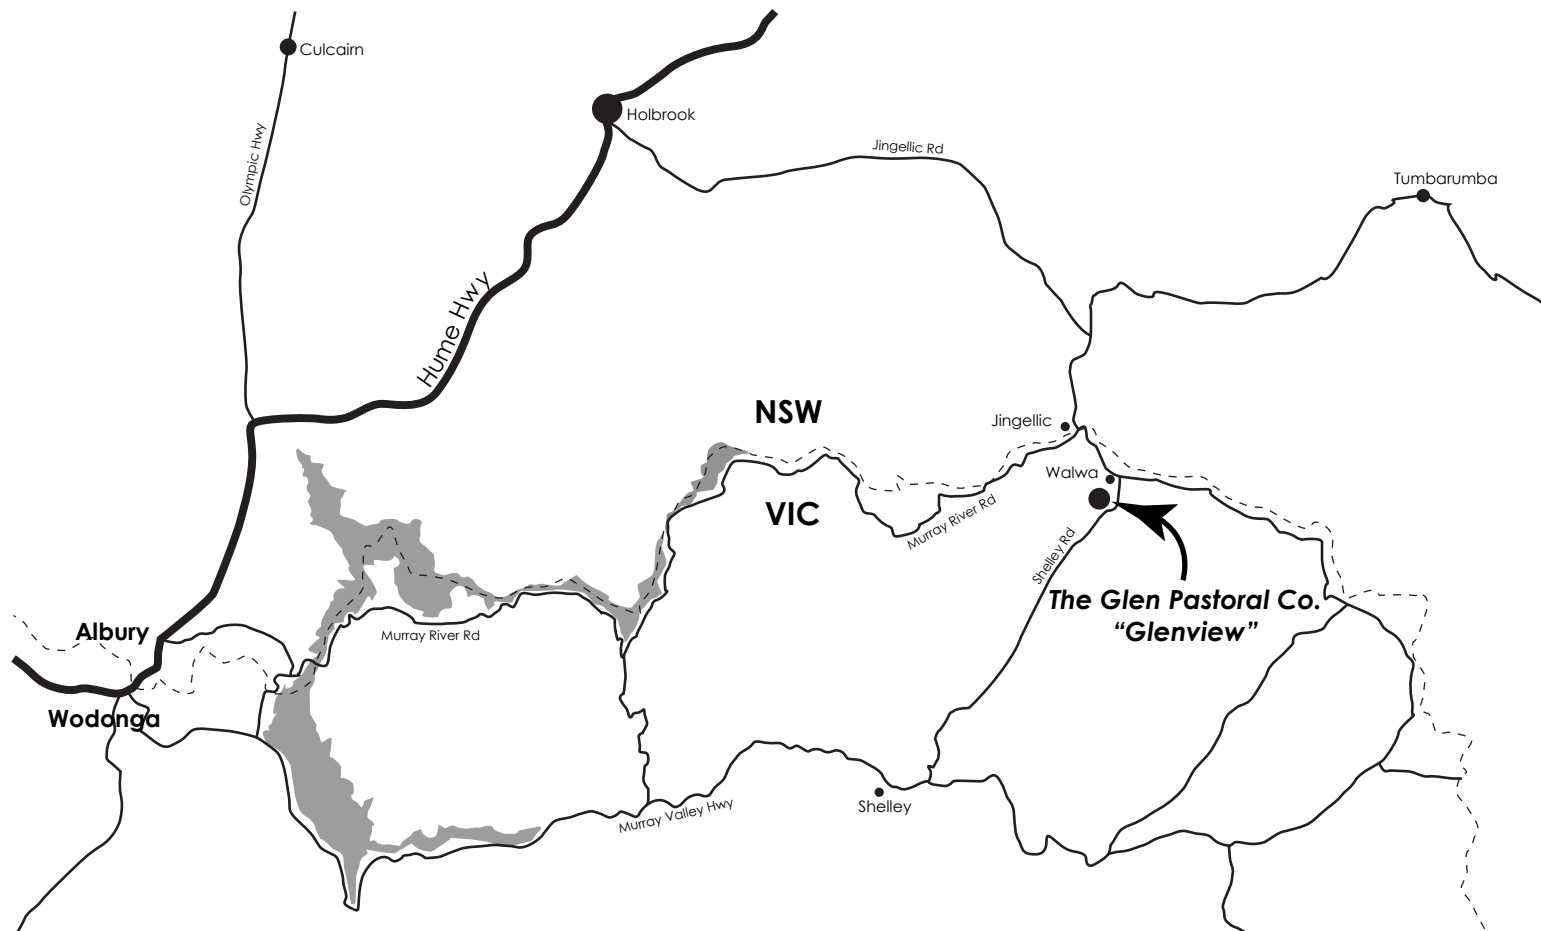 Culcairn
Holbrook
Olympic Hwy
Jingellic Rd
Tumbarumba
Hume Hwy
NSW
Jingellic
Walwa
VIC
Murray River Rd
Shelley Rd
The Glen Pastoral Co.
“Glenview”
Albury
Murray River Rd
Wodonga
Murray Valley Hwy
Shelley